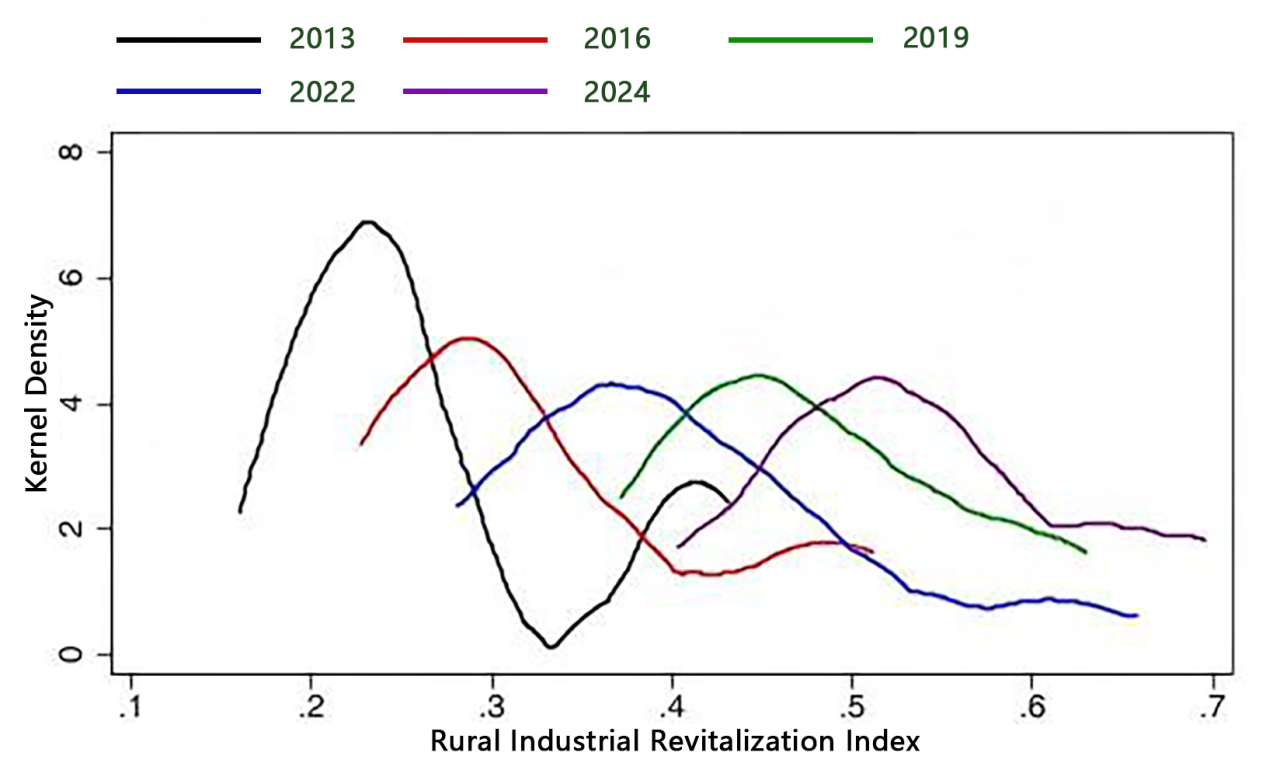 2013 2016 2019
2022 2024
Kernel Density
8
6
4
2
0
.1 .2 .3 .4 .5 .6 .7
Rural Industrial Revitalization Index